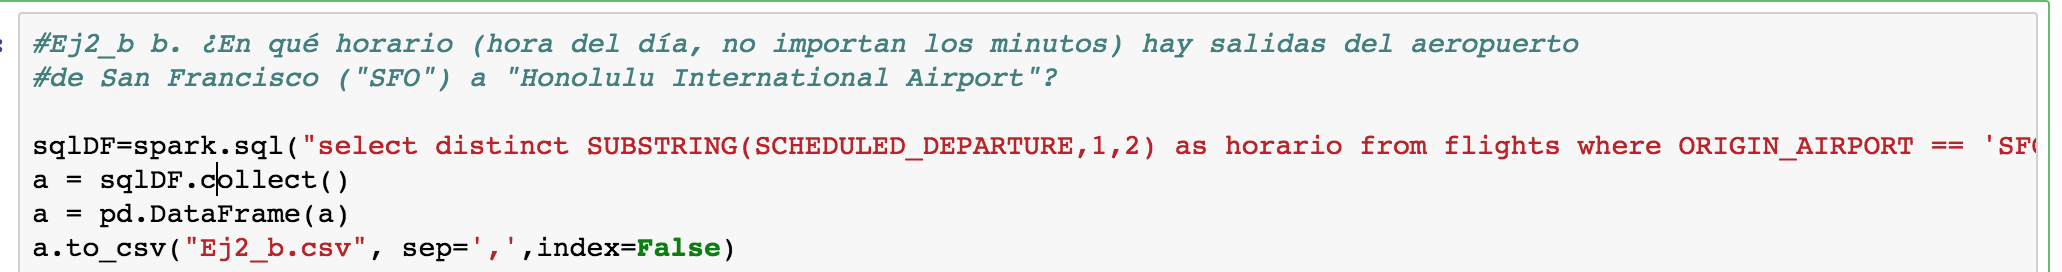 #Ej2_b b. ¿En qué horario (hora del día, no importan los minutos) hay salidas del aeropuerto
#de San Francisco ("SFO") a "Honolulu International Airport"?
sqlDF=spark.sql("select distinct SUBSTRING(SCHEDULED_DEPARTURE,1,2) as horario from flights where ORIGIN_AIRPORT == 'SF
a = sqlDF.collect()
a = pd.DataFrame(a)
a.to_csv("Ej2_b.csv", sep=',',index=False)